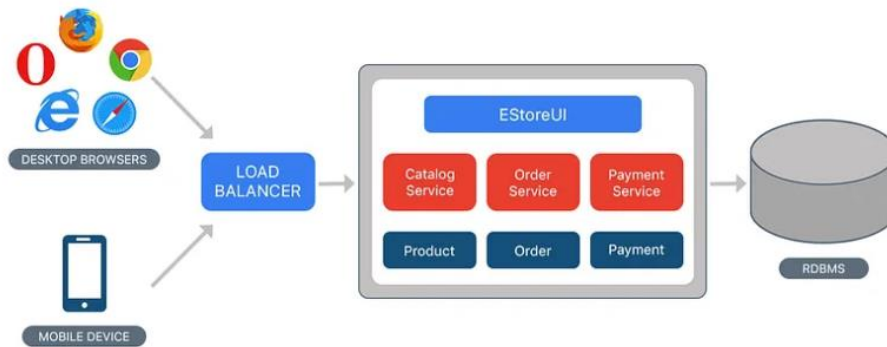 DESKTOP BROWSERS
LOAD
BALANCER
EStoreUI
Catalog
Service
Order
Service
Payment
Service
Product
Order
Payment
RDBMS
MOBILE DEVICE